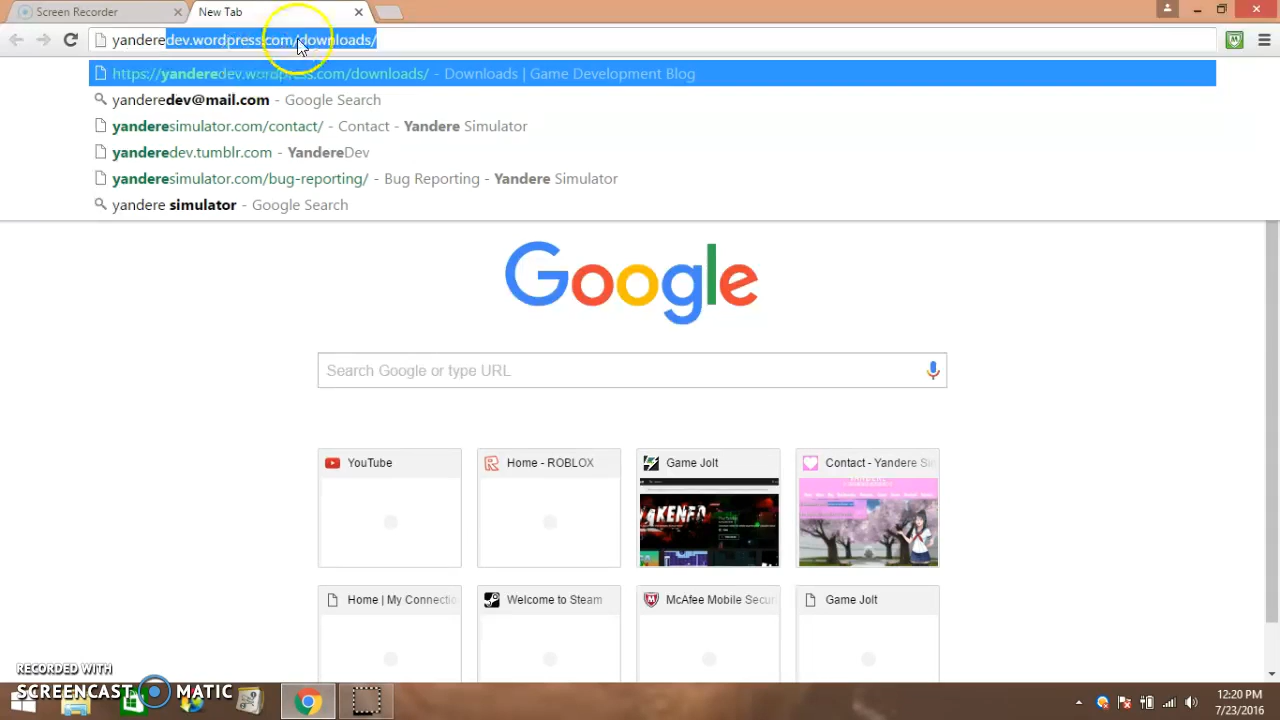 Screen Recorder
New Tab
yanderedev.wordpress.com/downloads/
https://yanderedev.wordpress.com/downloads/ - Downloads | Game Development Blog
yanderedev@mail.com - Google Search
yanderesimulator.com/contact/ - Contact - Yandere Simulator
yanderedev.tumblr.com - YandereDev
yanderesimulator.com/bug-reporting/ - Bug Reporting - Yandere Simulator
yandere simulator - Google Search
Google
Search Google or type URL
YouTube
Home - ROBLOX
Game Jolt
Contact - Yandere Sim
Home | My Connectio
Welcome to Steam
McAfee Mobile Secur
Game Jolt
RECORDED WITH
SCREENCAST MATIC
12:20 PM
7/23/2016